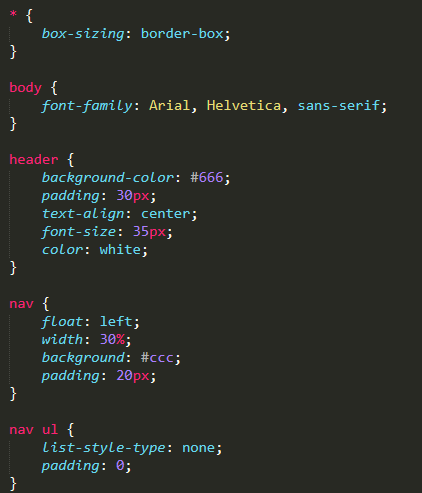 * {
    box-sizing: border-box;
}

body {
    font-family: Arial, Helvetica, sans-serif;
}

header {
    background-color: #666;
    padding: 30px;
    text-align: center;
    font-size: 35px;
    color: white;
}

nav {
    float: left;
    width: 30%;
    background: #ccc;
    padding: 20px;
}

nav ul {
    list-style-type: none;
    padding: 0;
}